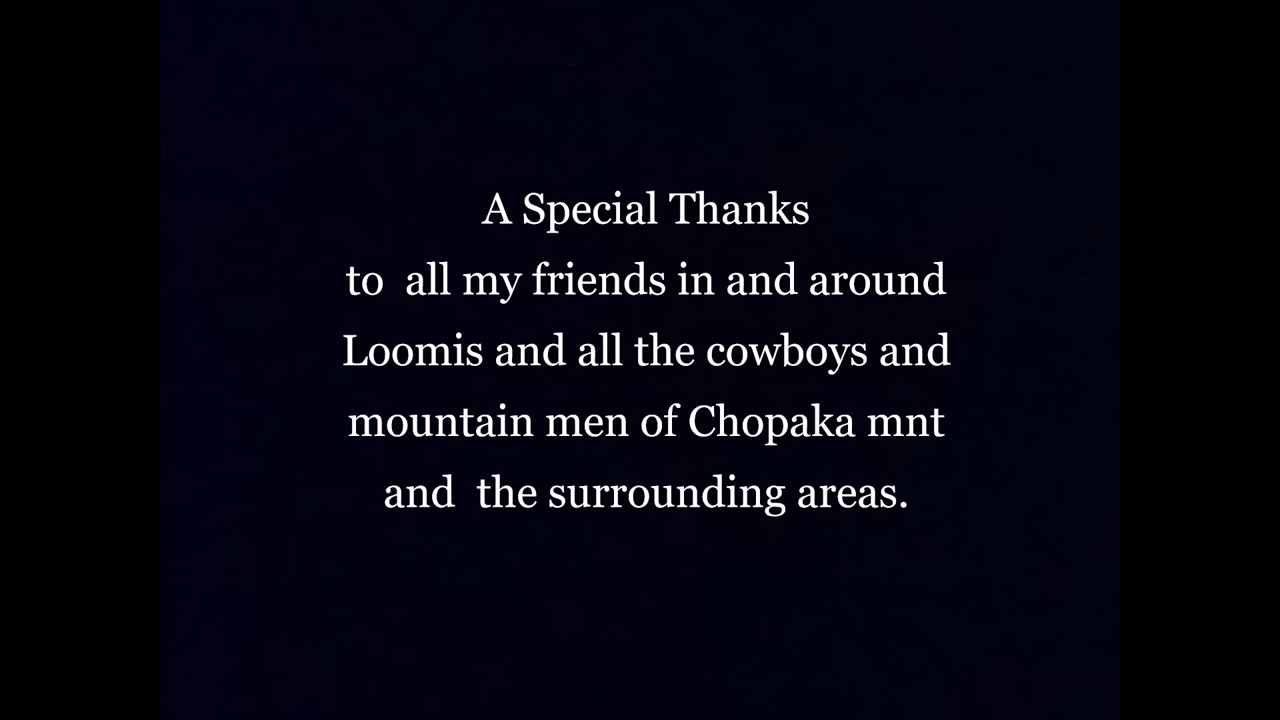 A Special Thanks
to  all my friends in and around
Loomis and all the cowboys and
mountain men of Chopaka mnt
and  the surrounding areas.